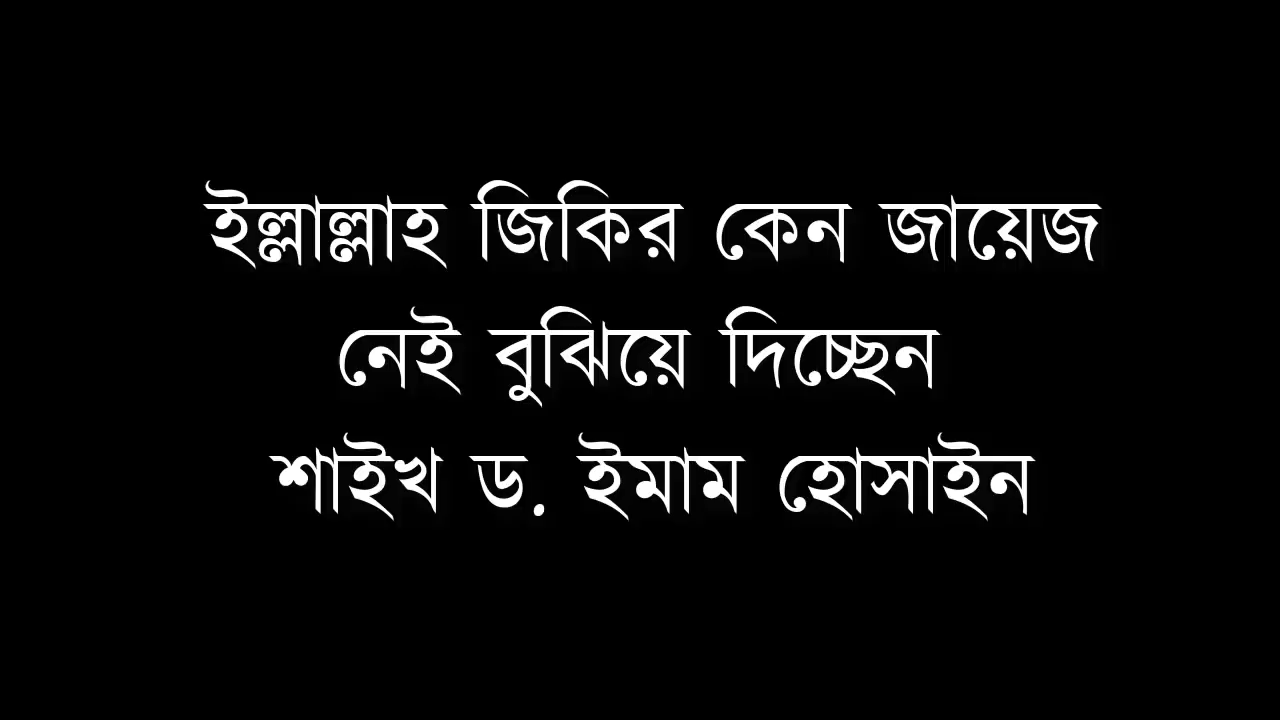 ইল্লাল্লাহ জিকির কেন জায়েজ
নেই বুঝিয়ে দিচ্ছেন
শাইখ ড. ইমাম হোসাইন